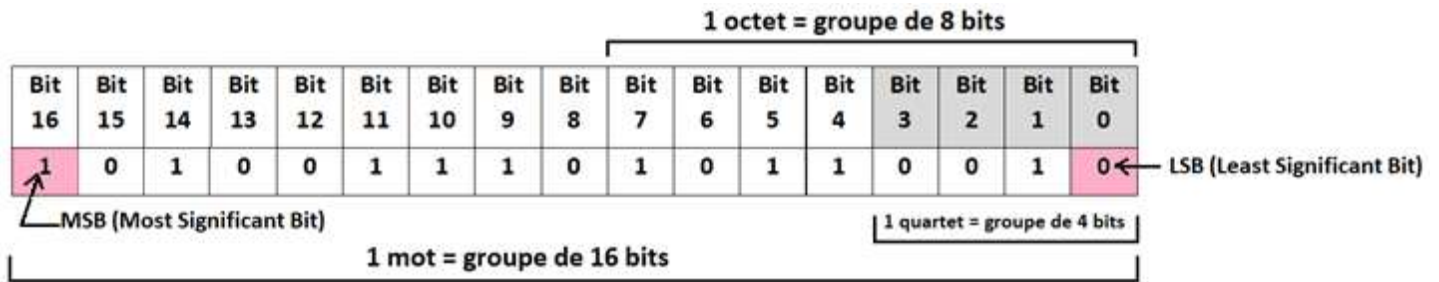 1 octet = groupe de 8 bits
Bit Bit Bit Bit Bit Bit Bit Bit Bit Bit Bit Bit Bit Bit Bit Bit Bit
16 15 14 13 12 11 10 9 8 7 6 5 4 3 2 1 0
1 0 1 0 0 1 1 1 0 1 0 1 1 0 0 1 0 LSB (Least Significant Bit)
MSB (Most Significant Bit)
1 quartet = groupe de 4 bits
1 mot = groupe de 16 bits